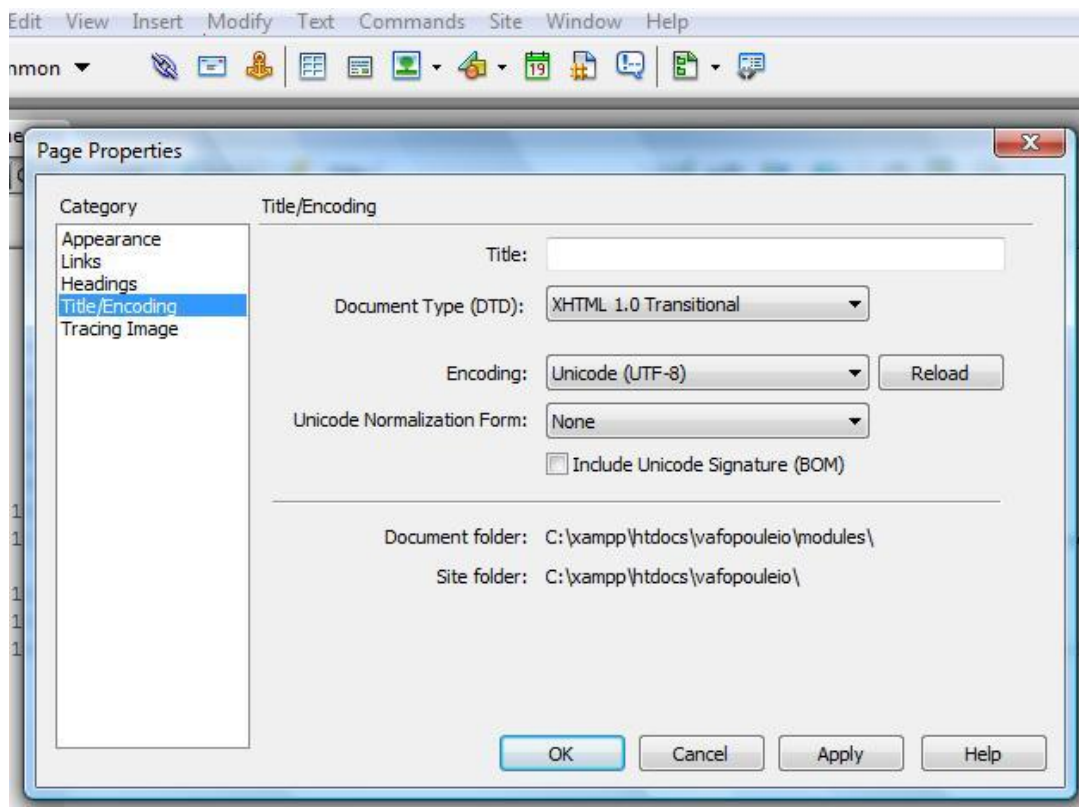 Edit View Insert Modify Text Commands Site Window Help
19
Page Properties
Category
Title/Encoding
Appearance
Links
Headings
Title/Encoding
Tracing Image
Title:
Document Type (DTD): XHTML 1.0 Transitional
Encoding: Unicode (UTF-8) Reload
Unicode Normalization Form: None
Include Unicode Signature (BOM)
Document folder: C:\xampp\htdocs\vafopouleio\modules\
Site folder: C:\xampp\htdocs\vafopouleio\
OK Cancel Apply Help